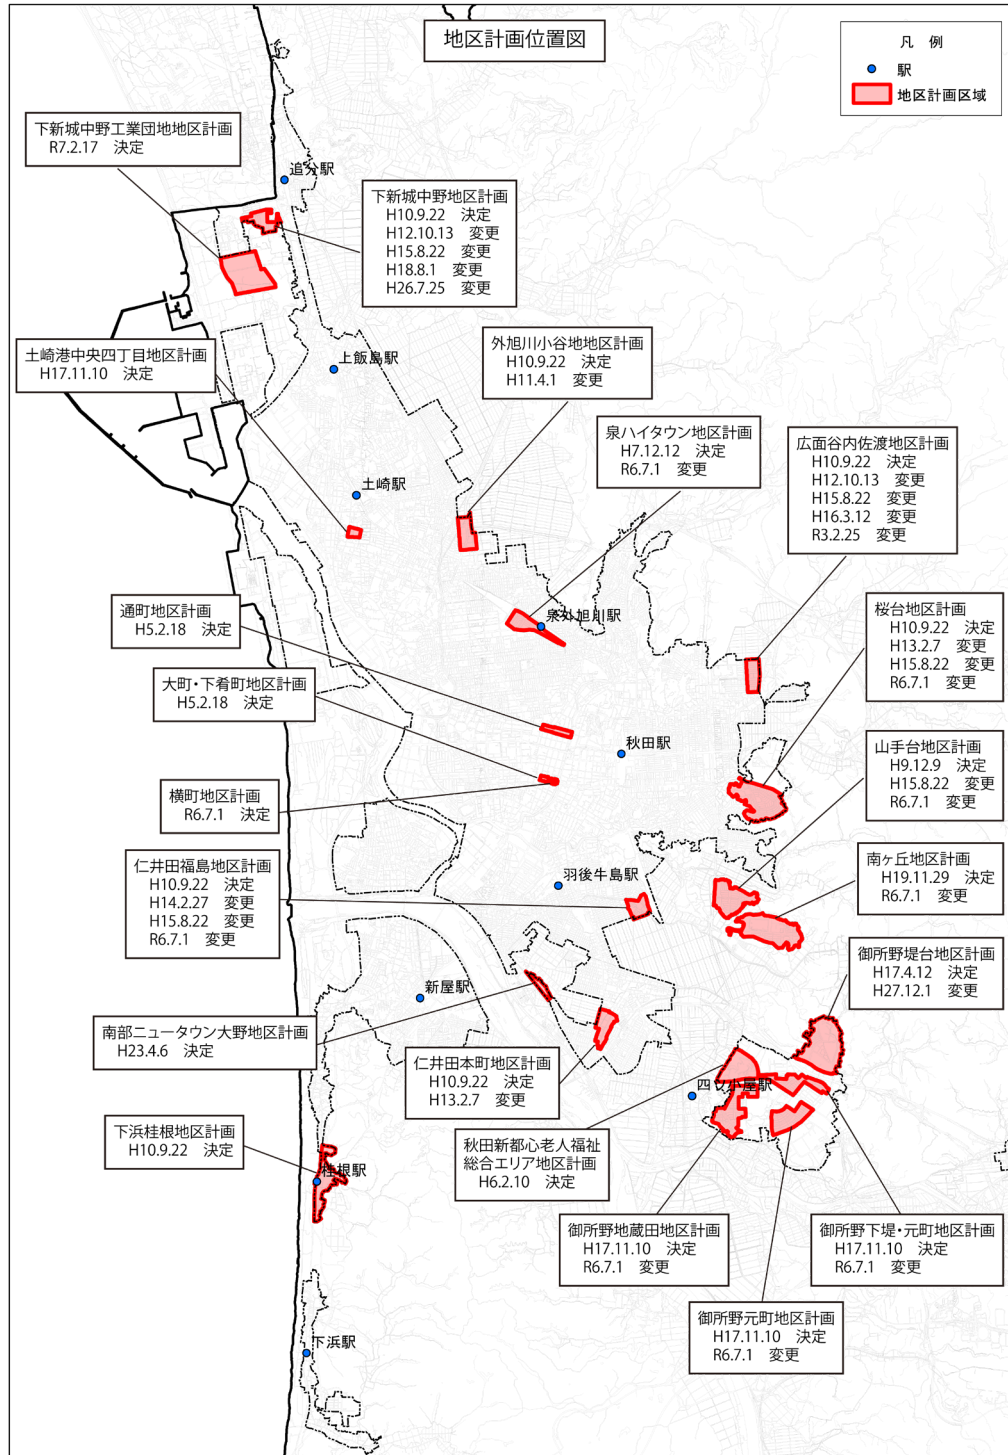 地区計画位置図
凡 例
駅
地区計画区域
下新城中野工業団地地区計画
R7.2.17 決定
追分駅
下新城中野地区計画
H10.9.22 決定
H12.10.13 変更
H15.8.22 変更
H18.8.1 変更
H26.7.25 変更
土崎港中央四丁目地区計画
H17.11.10 決定
上飯島駅
外旭川小谷地地区計画
H10.9.22 決定
H11.4.1 変更
泉ハイタウン地区計画
H7.12.12 決定
R6.7.1 変更
広面谷内佐渡地区計画
H10.9.22 決定
H12.10.13 変更
H15.8.22 変更
H16.3.12 変更
R3.2.25 変更
土崎駅
通町地区計画
H5.2.18 決定
泉外旭川駅
桜台地区計画
H10.9.22 決定
H13.2.7 変更
H15.8.22 変更
R6.7.1 変更
大町・下肴町地区計画
H5.2.18 決定
秋田駅
山手台地区計画
H9.12.9 決定
H15.8.22 変更
R6.7.1 変更
横町地区計画
R6.7.1 決定
仁井田福島地区計画
H10.9.22 決定
H14.2.27 変更
H15.8.22 変更
R6.7.1 変更
羽後牛島駅
南ヶ丘地区計画
H19.11.29 決定
R6.7.1 変更
御所野堤台地区計画
H17.4.12 決定
H27.12.1 変更
新屋駅
南部ニュータウン大野地区計画
H23.4.6 決定
仁井田本町地区計画
H10.9.22 決定
H13.2.7 変更
四ツ小屋駅
下浜桂根地区計画
H10.9.22 決定
桂根駅
秋田新都心老人福祉
総合エリア地区計画
H6.2.10 決定
御所野地蔵田地区計画
H17.11.10 決定
R6.7.1 変更
御所野下堤・元町地区計画
H17.11.10 決定
R6.7.1 変更
御所野元町地区計画
H17.11.10 決定
R6.7.1 変更
下浜駅